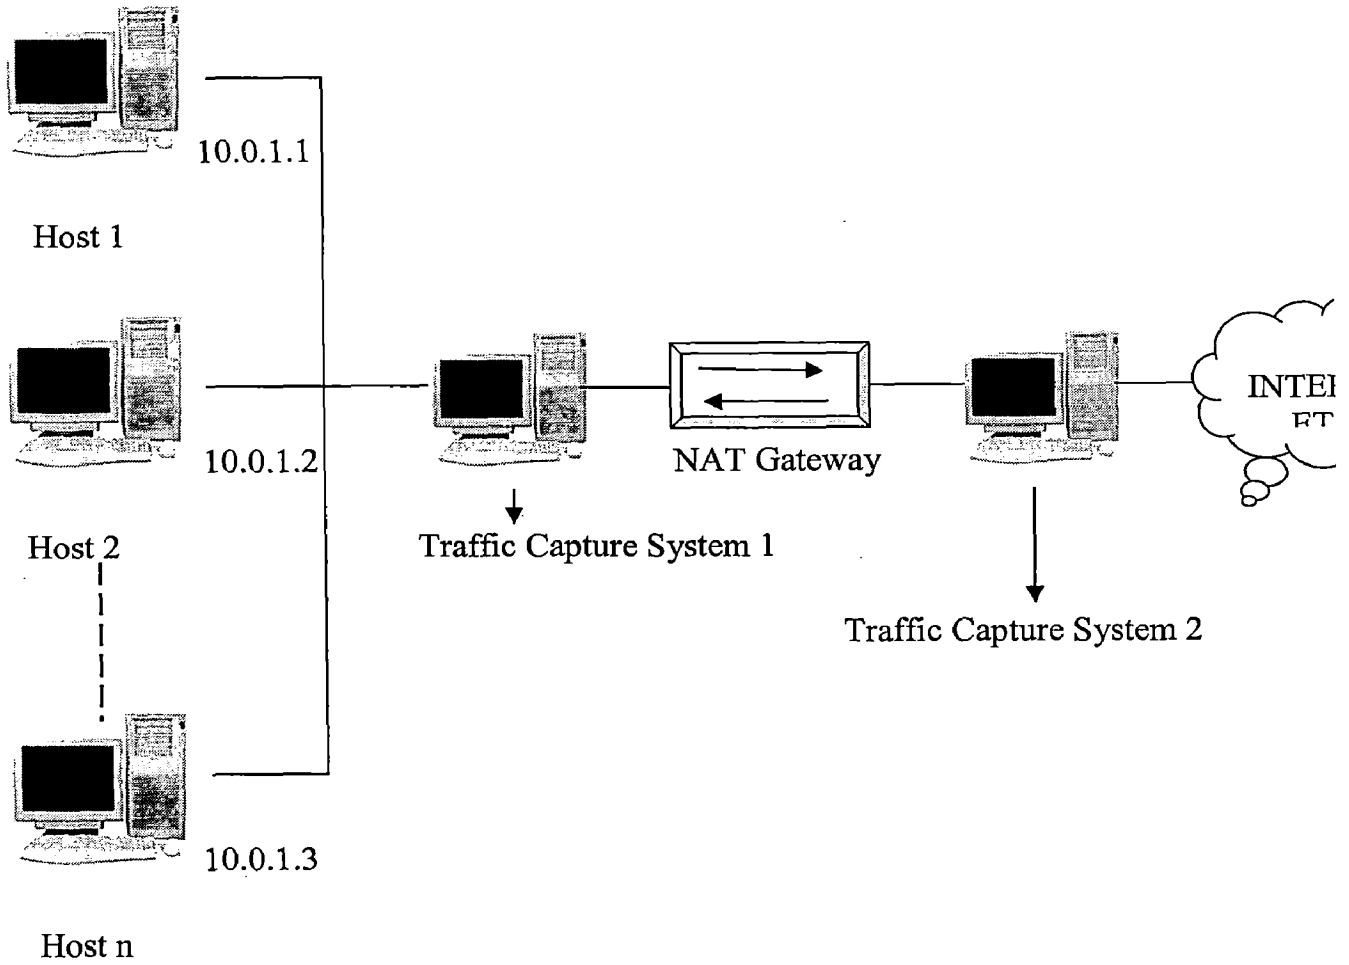 10.0.1.1
Host 1
10.0.1.2
Host 2
Traffic Capture System 1
NAT Gateway
Traffic Capture System 2
10.0.1.3
Host n